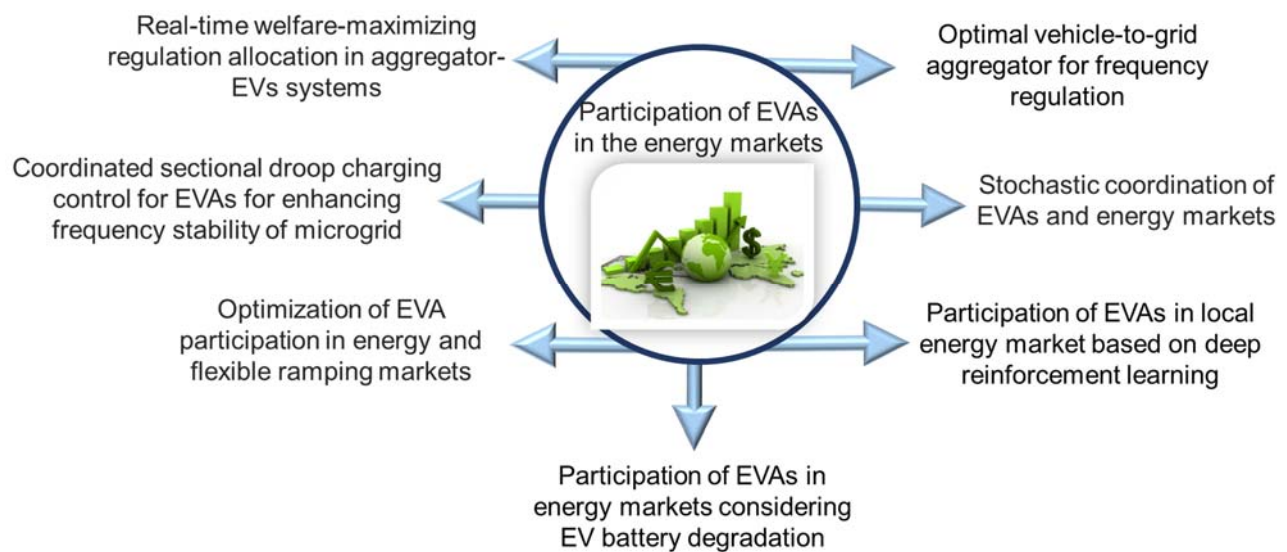 Real-time welfare-maximizing
regulation allocation in aggregator-
EVs systems
Optimal vehicle-to-grid
aggregator for frequency
regulation
Participation of EVAs
in the energy markets
Coordinated sectional droop charging
control for EVAs for enhancing
frequency stability of microgrid
Stochastic coordination of
EVAs and energy markets
$
€
Optimization of EVA
participation in energy and
flexible ramping markets
Participation of EVAs in local
energy market based on deep
reinforcement learning
Participation of EVAs in
energy markets considering
EV battery degradation